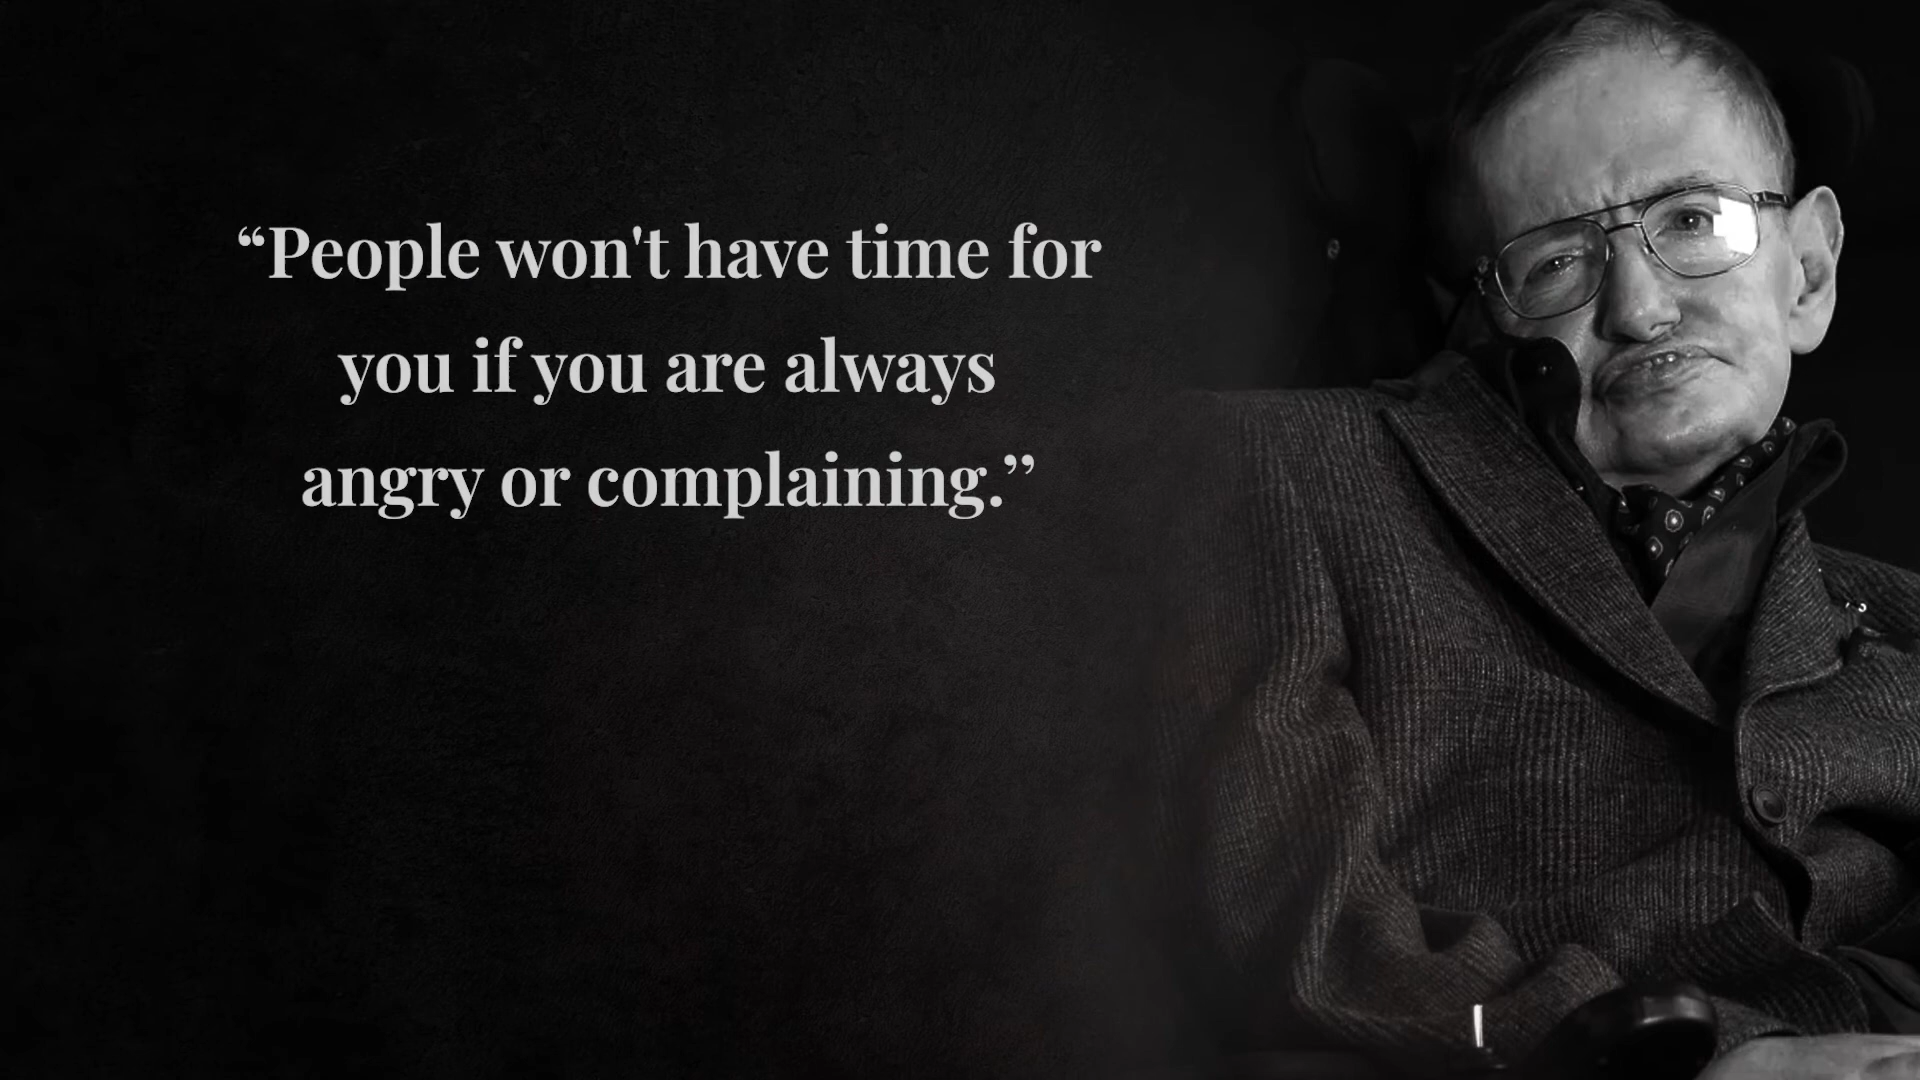 “People won't have time for
you if you are always
angry or complaining.”